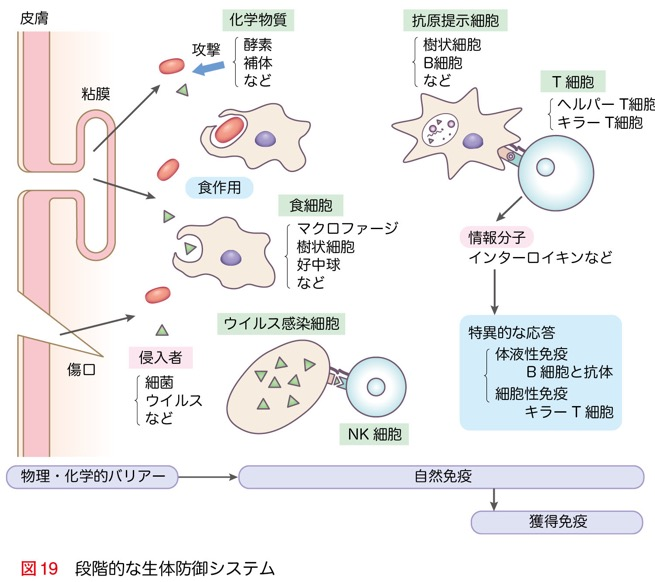 皮膚
粘膜
傷口
化学物質
攻撃
酵素
補体
など
食作用
食細胞
マクロファージ
樹状細胞
好中球
など
侵入者
細菌
ウイルス
など
ウイルス感染細胞
NK 細胞
抗原提示細胞
樹状細胞
B細胞
など
T 細胞
ヘルパー T細胞
キラー T細胞
情報分子
インターロイキンなど
特異的な応答
体液性免疫
B 細胞と抗体
細胞性免疫
キラー T 細胞
物理・化学的バリアー
自然免疫
獲得免疫
図 19 段階的な生体防御システム